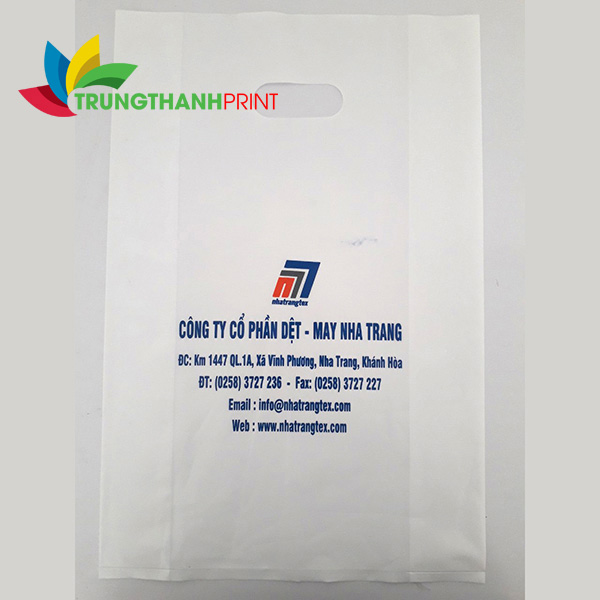 TRUNGTHANHPRINT
nhatrangtex
CÔNG TY CỔ PHẦN DỆT - MAY NHA TRANG
ĐC: Km 1447 QL.1A, Xã Vĩnh Phương, Nha Trang, Khánh Hòa
ĐT: (0258) 3727 236 - Fax: (0258) 3727 227
Email : info@nhatrangtex.com
Web : www.nhatrangtex.com